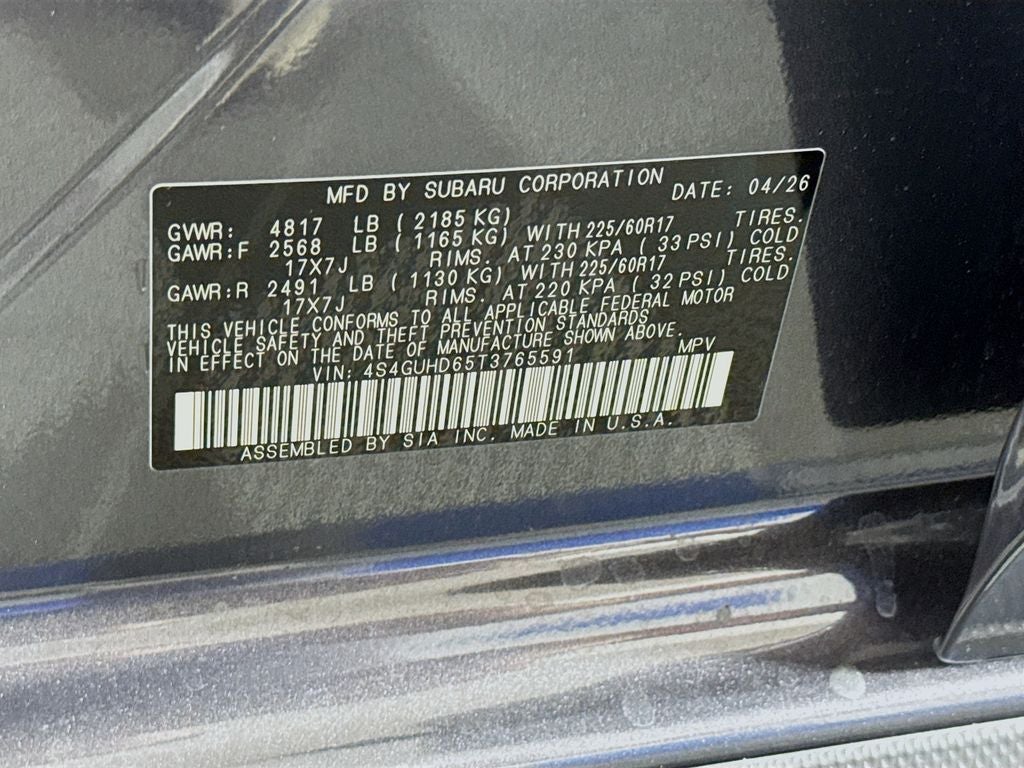 MFD BY SUBARU CORPORATION DATE: 04/26
GVWR: 4817 LB ( 2185 KG)
GAWR:F 2568 LB ( 1165 KG) WITH 225/60R17 TIRES.
17X7J RIMS. AT 230 KPA ( 33 PSI) COLD
GAWR:R 2491 LB ( 1130 KG) WITH 225/60R17 TIRES.
17X7J RIMS. AT 220 KPA ( 32 PSI) COLD
THIS VEHICLE CONFORMS TO ALL APPLICABLE FEDERAL MOTOR
VEHICLE SAFETY AND THEFT PREVENTION STANDARDS
IN EFFECT ON THE DATE OF MANUFACTURE SHOWN ABOVE.
VIN: 4S4GUHD65T3765591 MPV
ASSEMBLED BY SIA INC. MADE IN U.S.A.